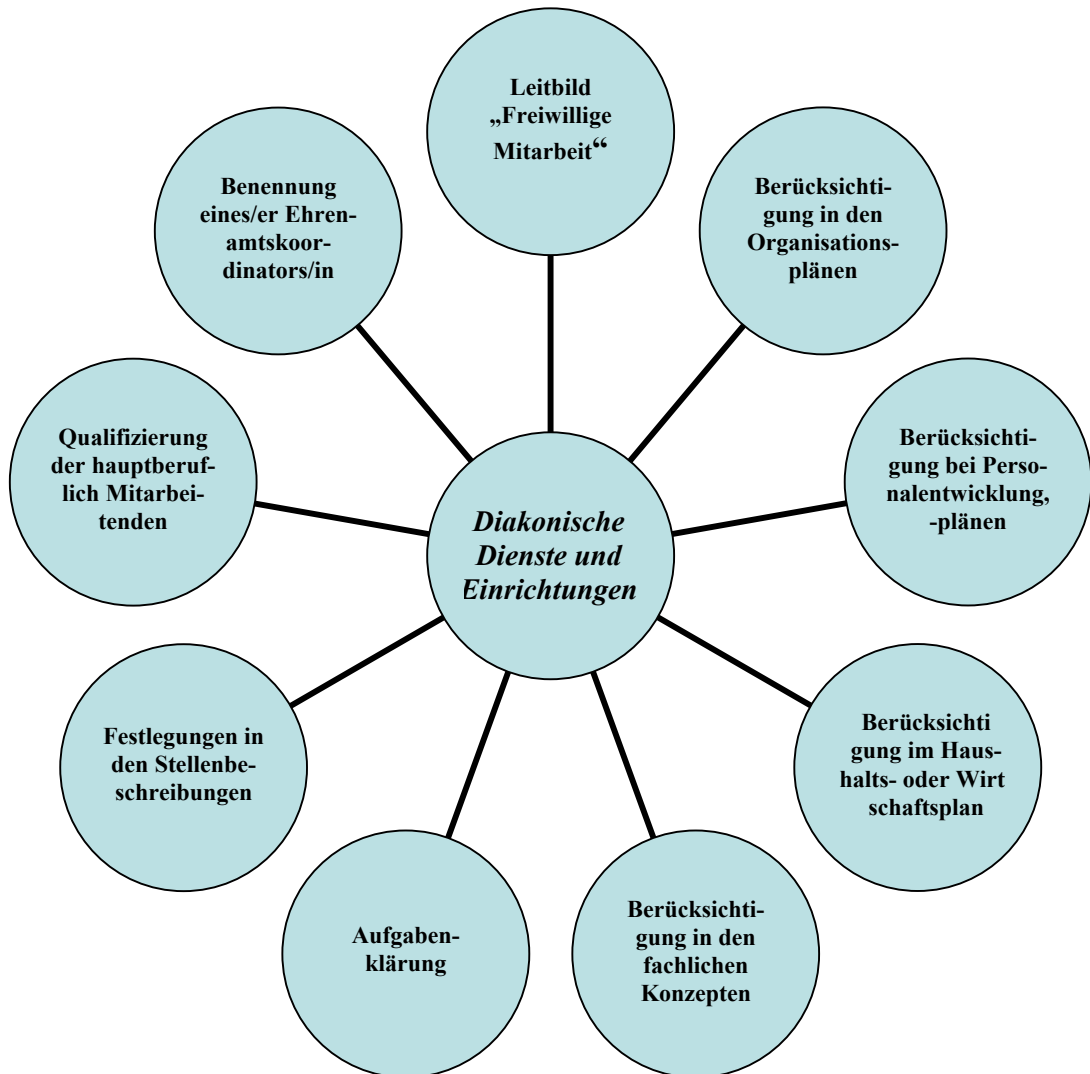 Leitbild
„Freiwillige
Mitarbeit“
Berücksichti-
gung in den
Organisations-
plänen
Berücksichti-
gung bei Perso-
nalentwicklung,
-plänen
Berücksichti
gung im Haus-
halts- oder Wirt
schaftsplan
Berücksichti-
gung in den
fachlichen
Konzepten
Aufgaben-
klärung
Festlegungen in
den Stellenbe-
schreibungen
Qualifizierung
der hauptberuf-
lich Mitarbei-
tenden
Benennung
eines/er Ehren-
amtskoor-
dinators/in
Diakonische
Dienste und
Einrichtungen